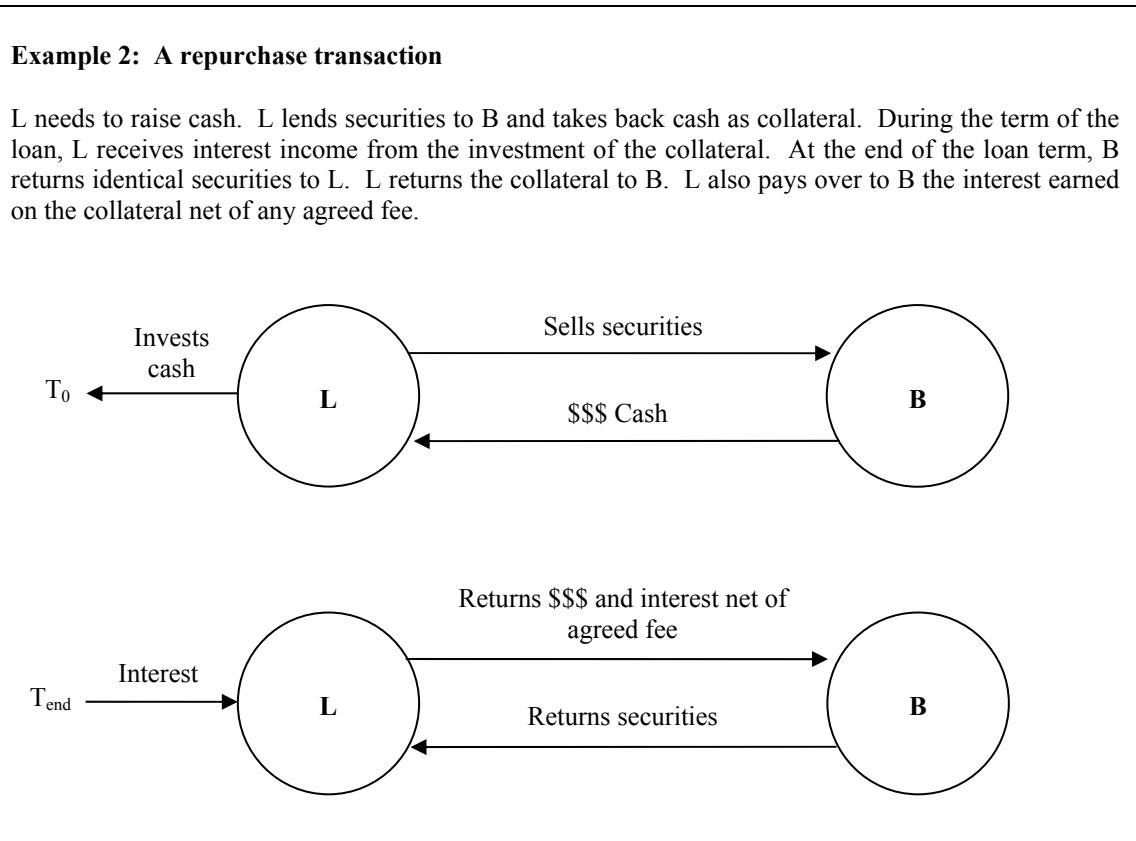 Example 2: A repurchase transaction
L needs to raise cash. L lends securities to B and takes back cash as collateral. During the term of the
loan, L receives interest income from the investment of the collateral. At the end of the loan term, B
returns identical securities to L. L returns the collateral to B. L also pays over to B the interest earned
on the collateral net of any agreed fee.
Sells securities
Invests
cash
T0
L
$$$ Cash
B
Returns $$$ and interest net of
agreed fee
Interest
Tend
L
Returns securities
B